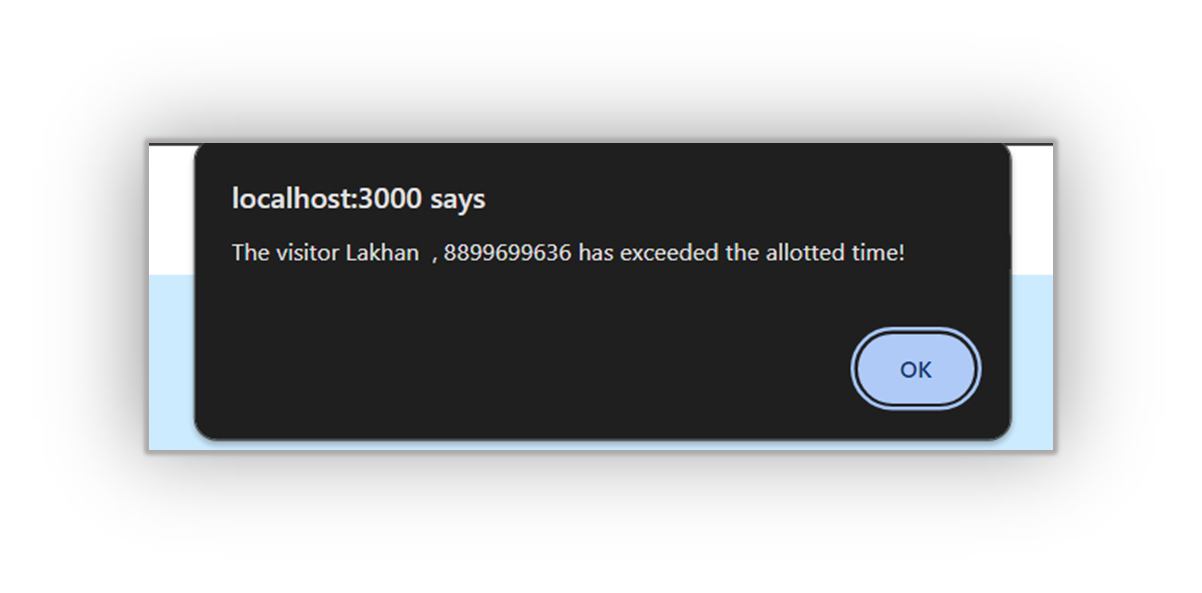 localhost:3000 says
The visitor Lakhan  , 8899699636 has exceeded the allotted time!
OK